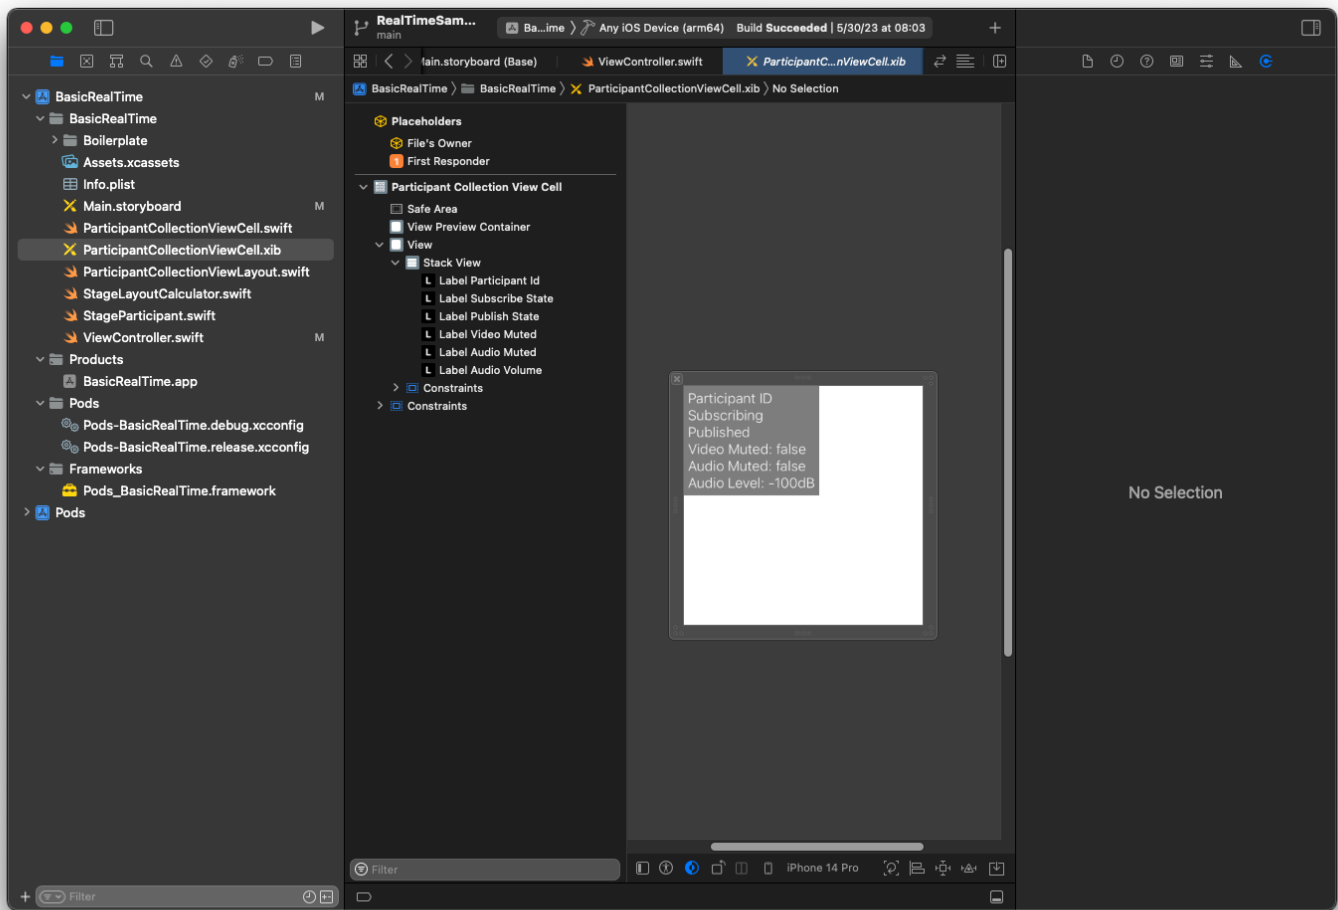 RealTimeSam...
main
Ba...ime
Any iOS Device (arm64)
Build Succeeded | 5/30/23 at 08:03
BasicRealTime
M
BasicRealTime
Boilerplate
Assets.xcassets
Info.plist
Main.storyboard
M
ParticipantCollectionViewCell.swift
ParticipantCollectionViewCell.xib
ParticipantCollectionViewLayout.swift
StageLayoutCalculator.swift
StageParticipant.swift
ViewController.swift
M
Products
BasicRealTime.app
Pods
Pods-BasicRealTime.debug.xcconfig
Pods-BasicRealTime.release.xcconfig
Frameworks
Pods_BasicRealTime.framework
Pods
Filter
Main.storyboard (Base)
ViewController.swift
ParticipantC...nViewCell.xib
BasicRealTime
BasicRealTime
ParticipantCollectionViewCell.xib
No Selection
Placeholders
File's Owner
1
First Responder
Participant Collection View Cell
Safe Area
View Preview Container
View
Stack View
L Label Participant Id
L Label Subscribe State
L Label Publish State
L Label Video Muted
L Label Audio Muted
L Label Audio Volume
Constraints
Constraints
Filter
Participant ID
Subscribing
Published
Video Muted: false
Audio Muted: false
Audio Level: -100dB
iPhone 14 Pro
No Selection